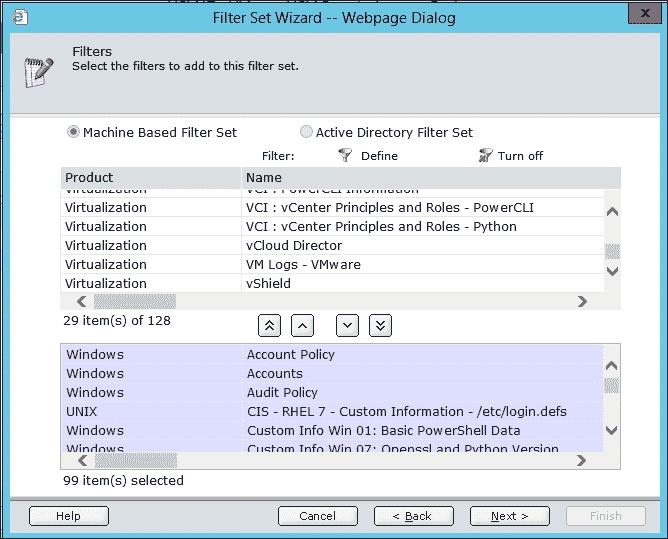 Filter Set Wizard -- Webpage Dialog
X
Filters
Select the filters to add to this filter set.
Machine Based Filter Set Active Directory Filter Set
Filter: Define Turn off
Product Name
Virtualization VCI : PowerCLI Information
Virtualization VCI : vCenter Principles and Roles - PowerCLI
Virtualization VCI : vCenter Principles and Roles - Python
Virtualization vCloud Director
Virtualization VM Logs - VMware
Virtualization vShield
29 item(s) of 128
Windows Account Policy
Windows Accounts
Windows Audit Policy
UNIX CIS - RHEL 7 - Custom Information - /etc/login.defs
Windows Custom Info Win 01: Basic PowerShell Data
Windows Custom Info Win 07: Openssl and Python Version
99 item(s) selected
Help Cancel < Back Next > Finish